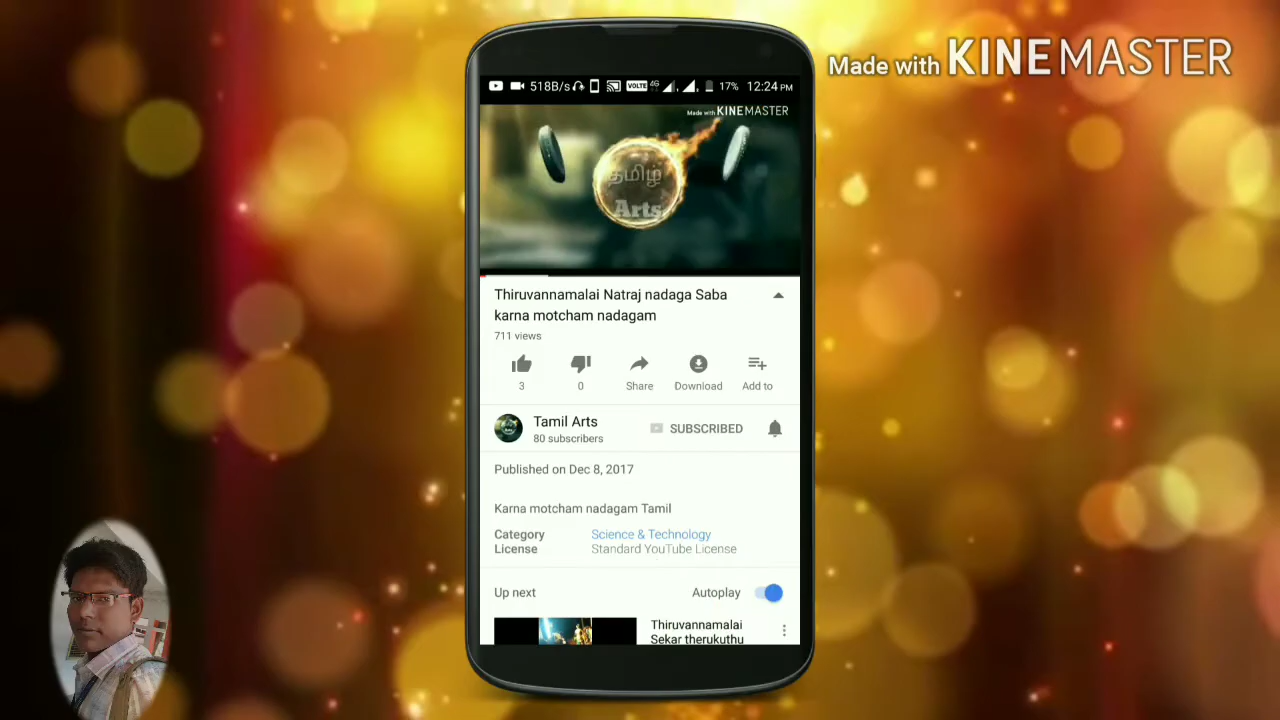 Made with KINEMASTER
518B/s VOLTE 4G 17% 12:24 PM
Made with KINEMASTER
தமிழ்
Arts
Thiruvannamalai Natraj nadaga Saba
karna motcham nadagam
711 views
3 0 Share Download Add to
Tamil Arts SUBSCRIBED
80 subscribers
Published on Dec 8, 2017
Karna motcham nadagam Tamil
Category Science & Technology
License Standard YouTube License
Up next Autoplay
Thiruvannamalai
Sekar therukuthu